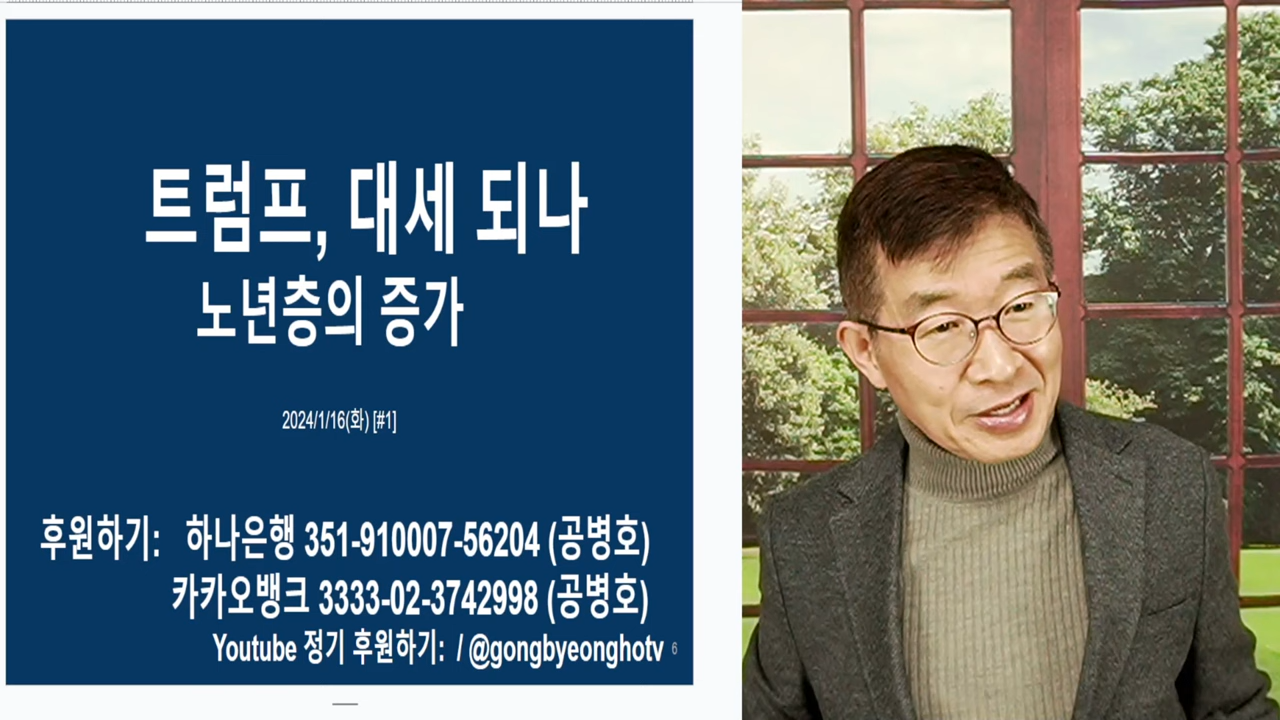 트럼프, 대세 되나
노년층의 증가
2024/1/16(화) [#1]
후원하기: 하나은행 351-910007-56204 (공병호)
카카오뱅크 3333-02-3742998 (공병호)
Youtube 정기 후원하기: / @gongbyeonghotv 6